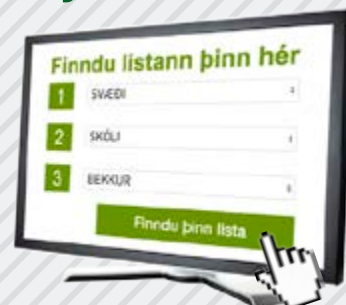 Finndu listann þinn hér
1 SVÆÐI
2 SKÓLI
3 BEKKUR
Finndu þinn lista